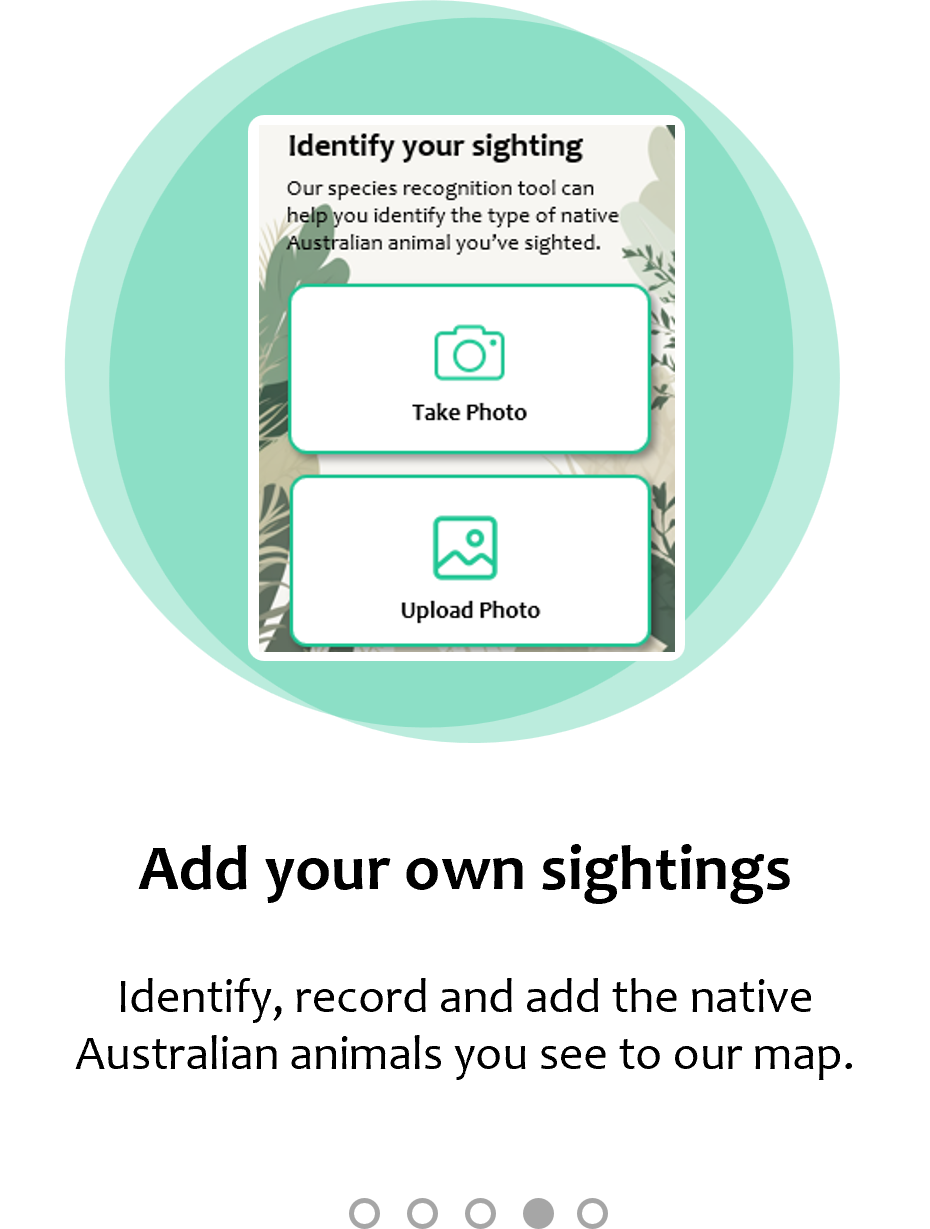 Identify your sighting
Our species recognition tool can
help you identify the type of native
Australian animal you’ve sighted.
Take Photo
Upload Photo
Add your own sightings
Identify, record and add the native
Australian animals you see to our map.